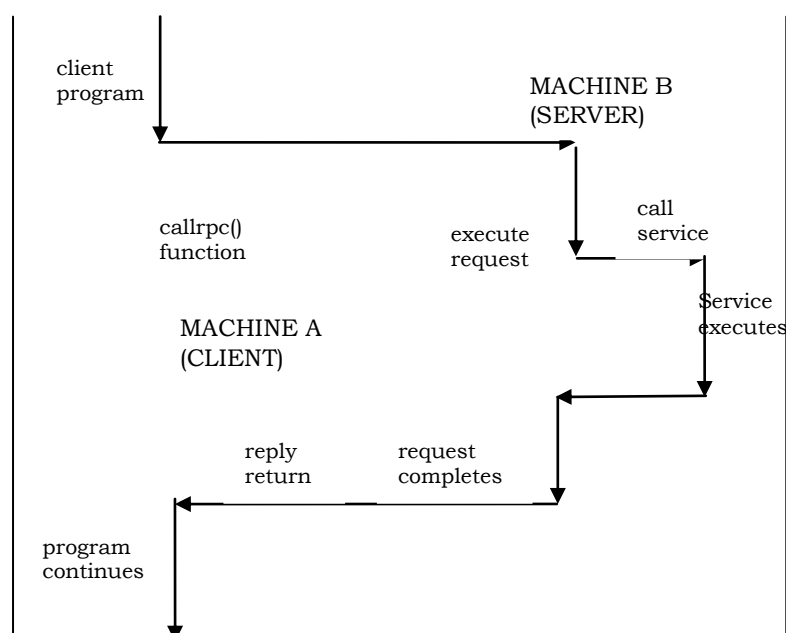 client
program
MACHINE B
(SERVER)
callrpc()
function
execute
request
call
service
Service
executes
MACHINE A
(CLIENT)
reply
return
request
completes
program
continues